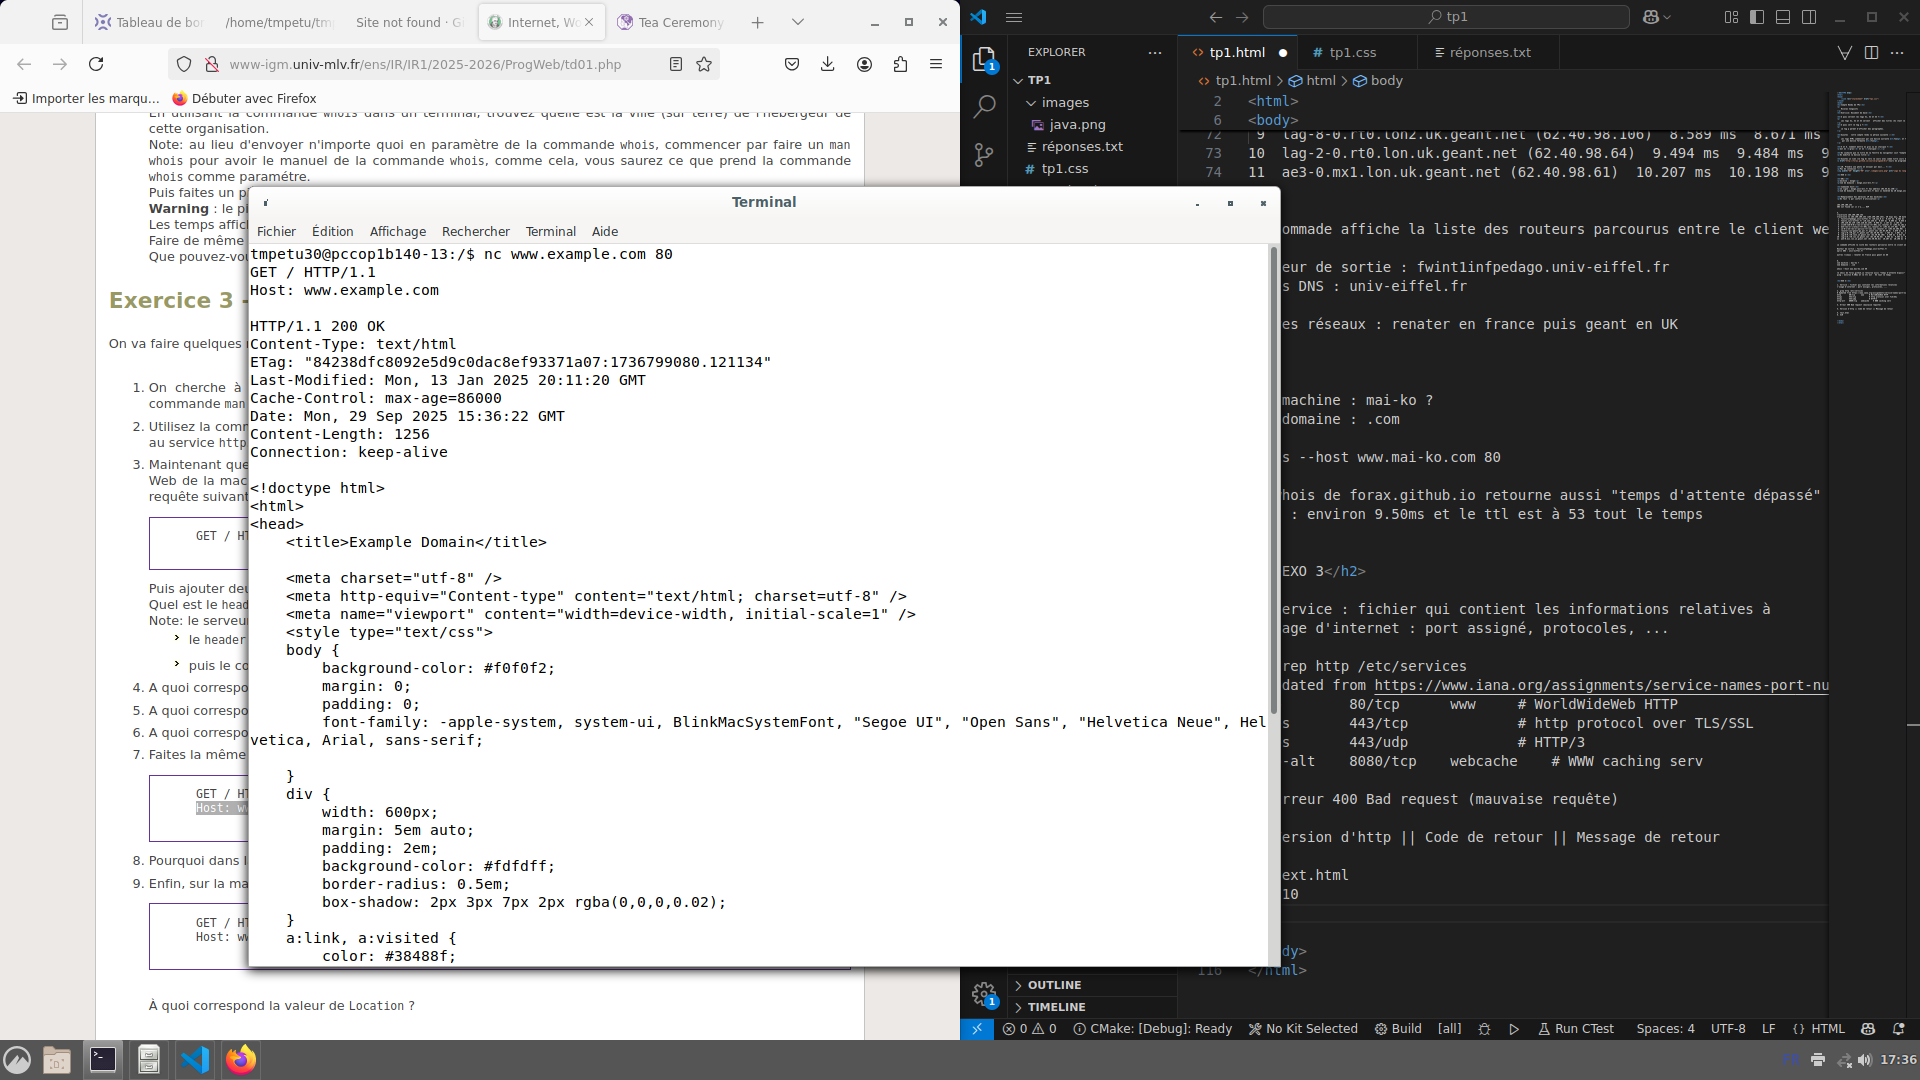 Tableau de bor
/home/tmpetu/tm
Site not found · Gi
Internet, Wo
Tea Ceremony
www-igm.univ-mlv.fr/ens/IR/IR1/2025-2026/ProgWeb/td01.php
Importer les marqu…
Débuter avec Firefox
En utilisant la commande whois dans un terminal, trouvez quelle est la ville (sur terre) de l'hébergeur de
cette organisation.
Note: au lieu d'envoyer n'importe quoi en paramètre de la commande whois, commencer par faire un man
whois pour avoir le manuel de la commande whois, comme cela, vous saurez ce que prend la commande
whois comme paramétre.
Puis faites un p
Warning : le pi
Les temps affic
Faire de même
Que pouvez-vou
Exercice 3 -
On va faire quelques
1. On cherche à
commande man
2. Utilisez la comm
au service http
3. Maintenant que
Web de la mac
requête suivant
GET / HT
Puis ajouter deu
Quel est le head
Note: le serveu
le header
puis le co
4. A quoi correspo
5. A quoi correspo
6. A quoi correspo
7. Faites la même
GET / HT
Host: ww
8. Pourquoi dans l
9. Enfin, sur la ma
GET / HT
Host: ww
À quoi correspond la valeur de Location ?
Terminal
Fichier Édition Affichage Rechercher Terminal Aide
tmpetu30@pccop1b140-13:/$ nc www.example.com 80
GET / HTTP/1.1
Host: www.example.com
HTTP/1.1 200 OK
Content-Type: text/html
ETag: "84238dfc8092e5d9c0dac8ef93371a07:1736799080.121134"
Last-Modified: Mon, 13 Jan 2025 20:11:20 GMT
Cache-Control: max-age=86000
Date: Mon, 29 Sep 2025 15:36:22 GMT
Content-Length: 1256
Connection: keep-alive
<!doctype html>
<html>
<head>
<title>Example Domain</title>
<meta charset="utf-8" />
<meta http-equiv="Content-type" content="text/html; charset=utf-8" />
<meta name="viewport" content="width=device-width, initial-scale=1" />
<style type="text/css">
body {
background-color: #f0f0f2;
margin: 0;
padding: 0;
font-family: -apple-system, system-ui, BlinkMacSystemFont, "Segoe UI", "Open Sans", "Helvetica Neue", Hel
vetica, Arial, sans-serif;
}
div {
width: 600px;
margin: 5em auto;
padding: 2em;
background-color: #fdfdff;
border-radius: 0.5em;
box-shadow: 2px 3px 7px 2px rgba(0,0,0,0.02);
}
a:link, a:visited {
color: #38488f;
tp1
EXPLORER
TP1
images
java.png
réponses.txt
tp1.css
OUTLINE
TIMELINE
tp1.html
tp1.css
réponses.txt
tp1.html > html > body
2 <html>
6 <body>
72 9 lag-8-0.rt0.lon2.uk.geant.net (62.40.98.106) 8.589 ms 8.671 ms
73 10 lag-2-0.rt0.lon.uk.geant.net (62.40.98.64) 9.494 ms 9.484 ms 9
74 11 ae3-0.mx1.lon.uk.geant.net (62.40.98.61) 10.207 ms 10.198 ms 9
ommade affiche la liste des routeurs parcourus entre le client we
eur de sortie : fwint1infpedago.univ-eiffel.fr
s DNS : univ-eiffel.fr
es réseaux : renater en france puis geant en UK
machine : mai-ko ?
domaine : .com
s --host www.mai-ko.com 80
hois de forax.github.io retourne aussi "temps d'attente dépassé"
: environ 9.50ms et le ttl est à 53 tout le temps
EXO 3</h2>
ervice : fichier qui contient les informations relatives à
age d'internet : port assigné, protocoles, ...
rep http /etc/services
dated from https://www.iana.org/assignments/service-names-port-nu
80/tcp www # WorldWideWeb HTTP
s 443/tcp # http protocol over TLS/SSL
s 443/udp # HTTP/3
-alt 8080/tcp webcache # WWW caching serv
rreur 400 Bad request (mauvaise requête)
ersion d'http || Code de retour || Message de retour
ext.html
10
dy>
116 </html>
1
1
0 0 CMake: [Debug]: Ready No Kit Selected Build [all] Run CTest Spaces: 4 UTF-8 LF {} HTML
17:36